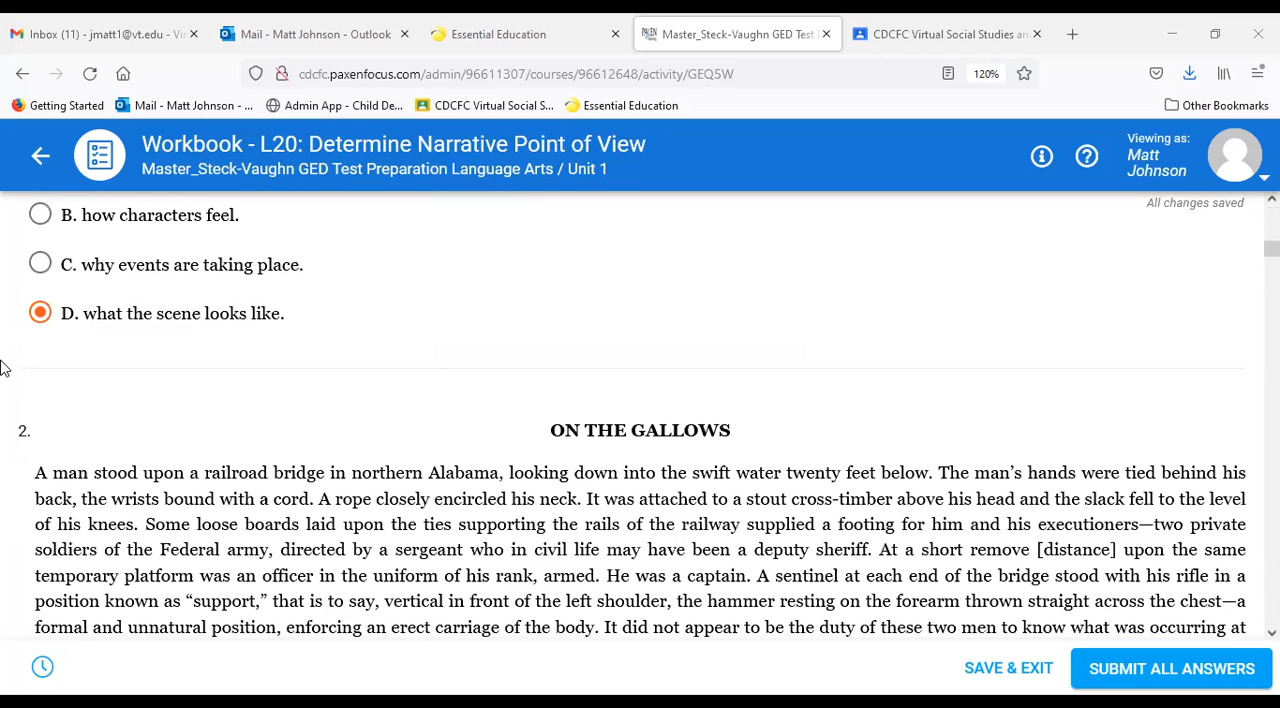 Inbox (11) - jmatt1@vt.edu - Vi
Mail - Matt Johnson - Outlook
Essential Education
PAXEN Master_Steck-Vaughn GED Test
CDCFC Virtual Social Studies an
cdcfc.paxenfocus.com/admin/96611307/courses/96612648/activity/GEQ5W
120%
Getting Started
Mail - Matt Johnson - ...
Admin App - Child De...
CDCFC Virtual Social S...
Essential Education
Other Bookmarks
Workbook - L20: Determine Narrative Point of View
Master_Steck-Vaughn GED Test Preparation Language Arts / Unit 1
Viewing as:
Matt
Johnson
All changes saved
B. how characters feel.
C. why events are taking place.
D. what the scene looks like.
2.
ON THE GALLOWS
A man stood upon a railroad bridge in northern Alabama, looking down into the swift water twenty feet below. The man’s hands were tied behind his
back, the wrists bound with a cord. A rope closely encircled his neck. It was attached to a stout cross-timber above his head and the slack fell to the level
of his knees. Some loose boards laid upon the ties supporting the rails of the railway supplied a footing for him and his executioners—two private
soldiers of the Federal army, directed by a sergeant who in civil life may have been a deputy sheriff. At a short remove [distance] upon the same
temporary platform was an officer in the uniform of his rank, armed. He was a captain. A sentinel at each end of the bridge stood with his rifle in a
position known as “support,” that is to say, vertical in front of the left shoulder, the hammer resting on the forearm thrown straight across the chest—a
formal and unnatural position, enforcing an erect carriage of the body. It did not appear to be the duty of these two men to know what was occurring at
SAVE & EXIT
SUBMIT ALL ANSWERS